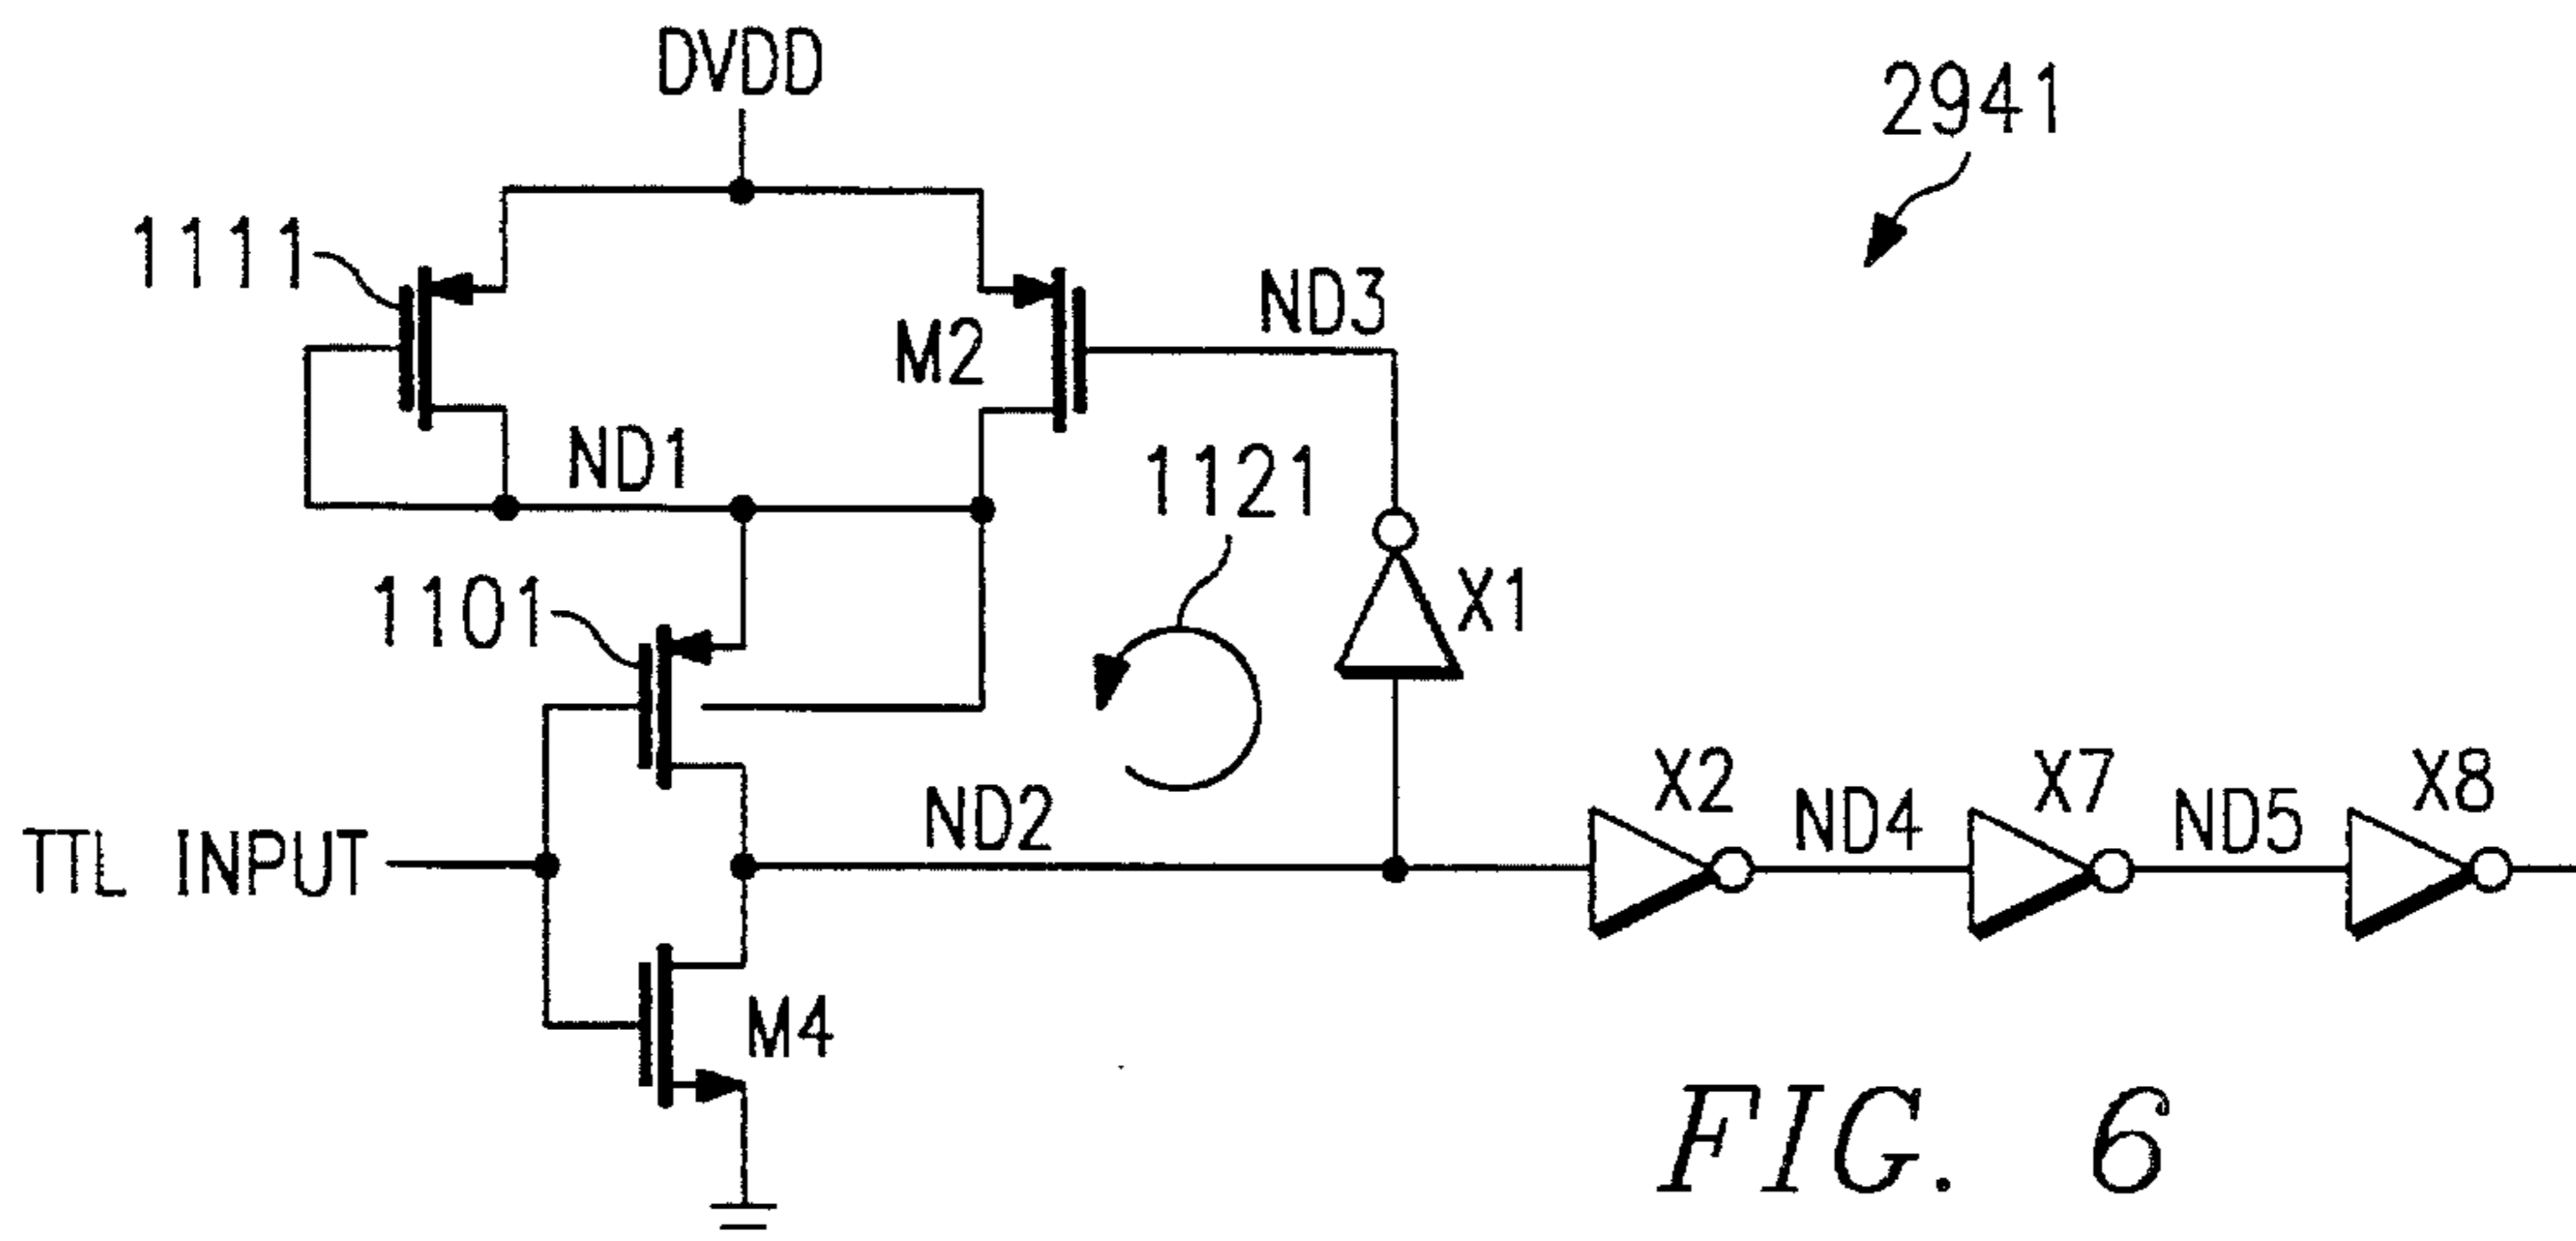 DVDD
2941
1111
M2
ND3
ND1
1121
1101
X1
ND2
X2
ND4
X7
ND5
X8
TTL INPUT
M4
FIG. 6